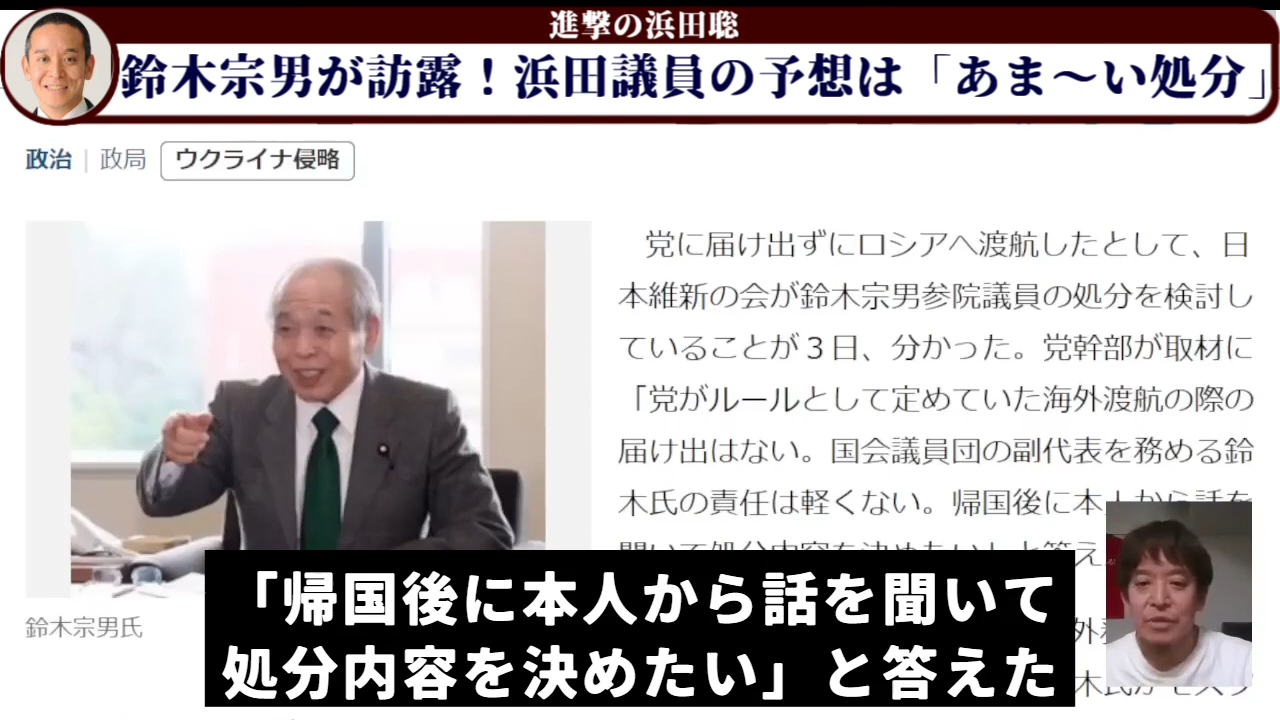 進撃の浜田聡
鈴木宗男が訪露！浜田議員の予想は「あま〜い処分」
政治 | 政局 ウクライナ侵略
党に届け出ずにロシアへ渡航したとして、日
本維新の会が鈴木宗男参院議員の処分を検討し
ていることが３日、分かった。党幹部が取材に
「党がルールとして定めていた海外渡航の際の
届け出はない。国会議員団の副代表を務める鈴
木氏の責任は軽くない。帰国後に本人から話を
鈴木宗男氏
「帰国後に本人から話を聞いて
処分内容を決めたい」と答えた